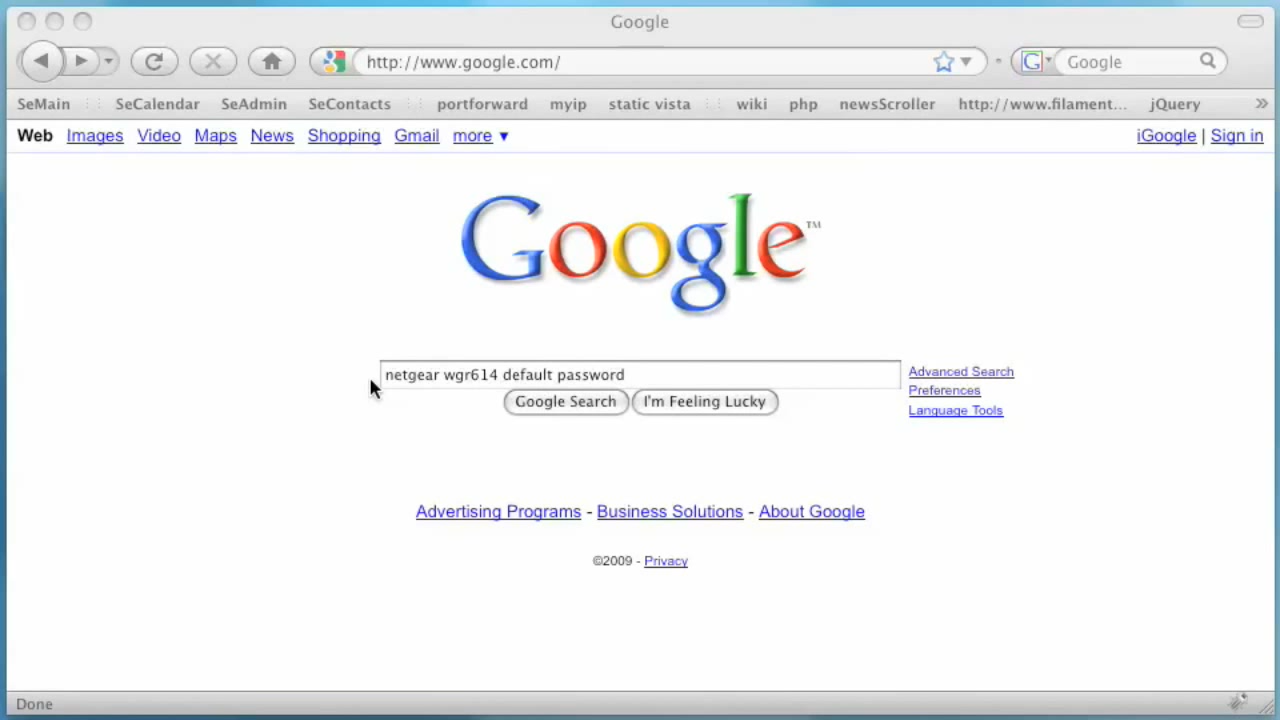 Google
http://www.google.com/
Google
SeMain SeCalendar SeAdmin SeContacts portforward myip static vista wiki php newsScroller http://www.filament... jQuery »
Web Images Video Maps News Shopping Gmail more ▼ iGoogle | Sign in
Google™
netgear wgr614 default password
Advanced Search
Preferences
Language Tools
Google Search I'm Feeling Lucky
Advertising Programs - Business Solutions - About Google
©2009 - Privacy
Done